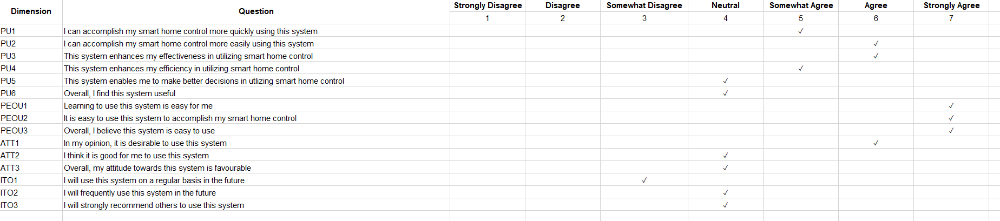 Dimension Question Strongly Disagree Disagree Somewhat Disagree Neutral Somewhat Agree Agree Strongly Agree
1 2 3 4 5 6 7
PU1 I can accomplish my smart home control more quickly using this system ✓
PU2 I can accomplish my smart home control more easily using this system ✓
PU3 This system enhances my effectiveness in utilizing smart home control ✓
PU4 This system enhances my efficiency in utilizing smart home control ✓
PU5 This system enables me to make better decisions in utlizing smart home control ✓
PU6 Overall, I find this system useful ✓
PEOU1 Learning to use this system is easy for me ✓
PEOU2 It is easy to use this system to accomplish my smart home control ✓
PEOU3 Overall, I believe this system is easy to use ✓
ATT1 In my opinion, it is desirable to use this system ✓
ATT2 I think it is good for me to use this system ✓
ATT3 Overall, my attitude towards this system is favourable ✓
ITO1 I will use this system on a regular basis in the future ✓
ITO2 I will frequently use this system in the future ✓
ITO3 I will strongly recommend others to use this system ✓